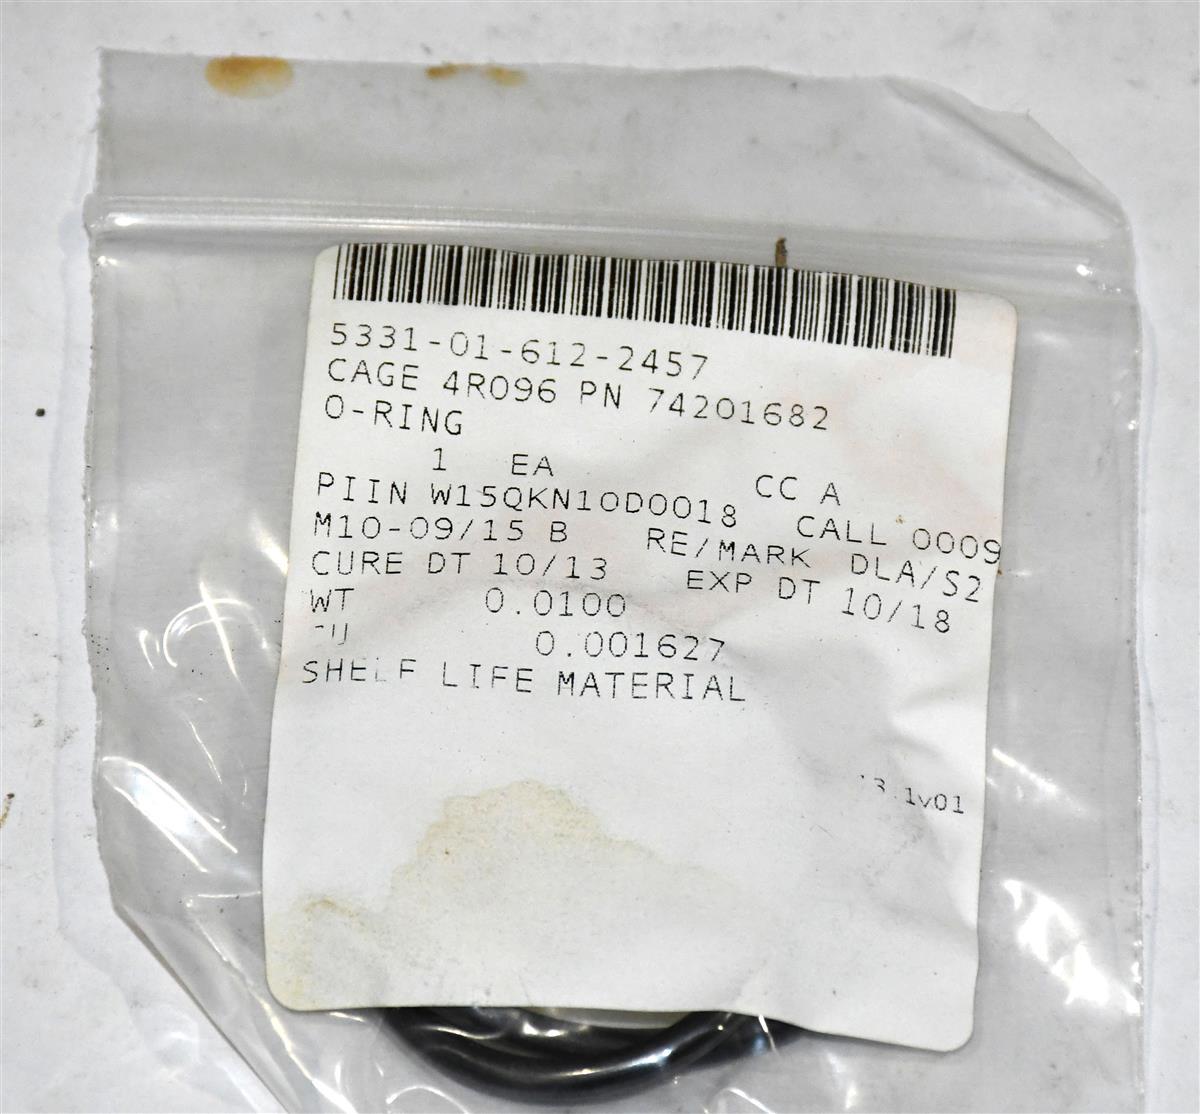 5331-01-612-2457
CAGE 4R096 PN 74201682
O-RING
1 EA CC A
PIIN W15QKN10D0018 CALL 0009
M10-09/15 B RE/MARK DLA/S2
CURE DT 10/13 EXP DT 10/18
WT 0.0100
0.001627
SHELF LIFE MATERIAL